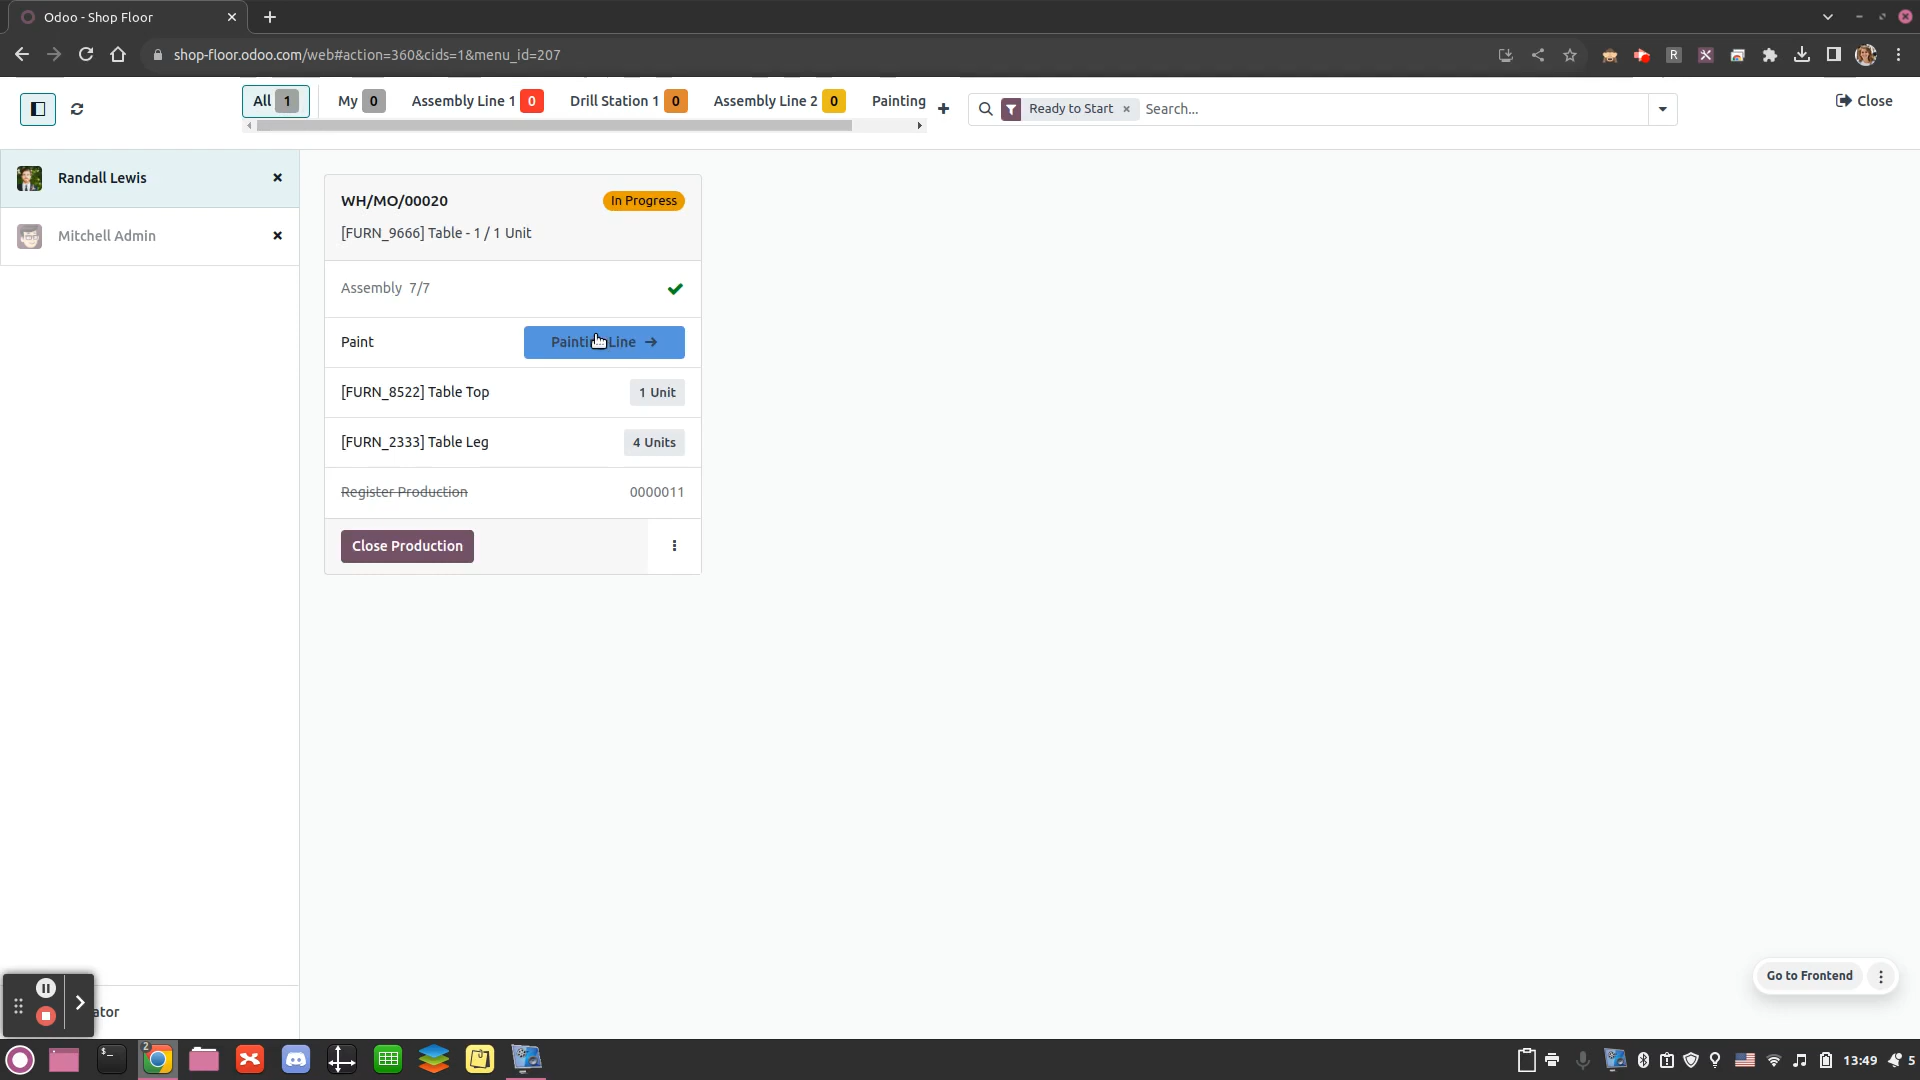 Odoo - Shop Floor
shop-floor.odoo.com/web#action=360&cids=1&menu_id=207
All 1
My 0
Assembly Line 1 0
Drill Station 1 0
Assembly Line 2 0
Painting
Ready to Start × Search...
Close
Randall Lewis
Mitchell Admin
WH/MO/00020 In Progress
[FURN_9666] Table - 1 / 1 Unit
Assembly 7/7
Paint Painting Line →
[FURN_8522] Table Top 1 Unit
[FURN_2333] Table Leg 4 Units
Register Production 0000011
Close Production
Go to Frontend
ator
2
R
13:49
5